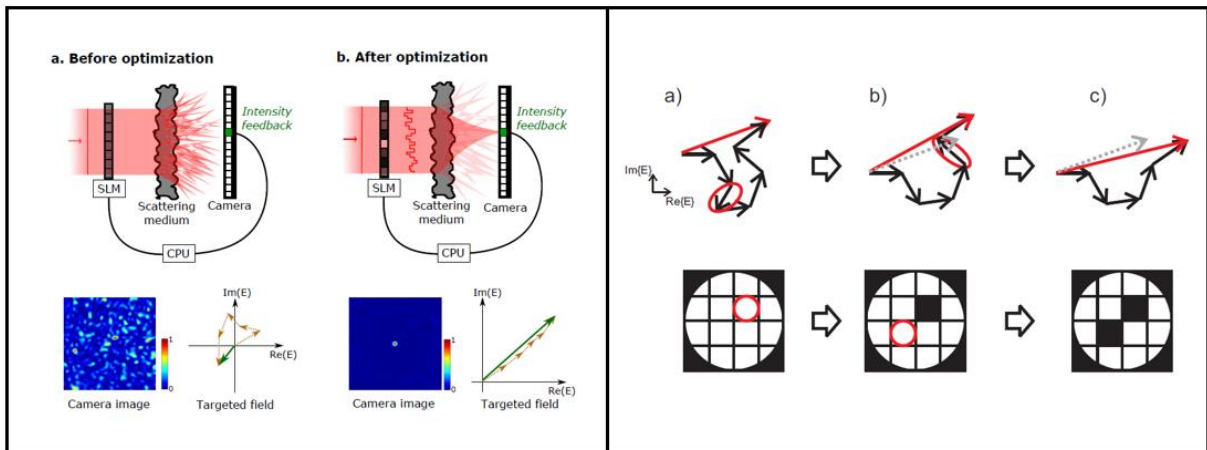 a. Before optimization
Intensity
feedback
SLM
Scattering
medium
Camera
CPU
1
0
Camera image
Im(E)
Re(E)
Targeted field
b. After optimization
Intensity
feedback
SLM
Scattering
medium
Camera
CPU
1
0
Camera image
Im(E)
Re(E)
Targeted field
a)
b)
c)
Im{E}
Re{E}